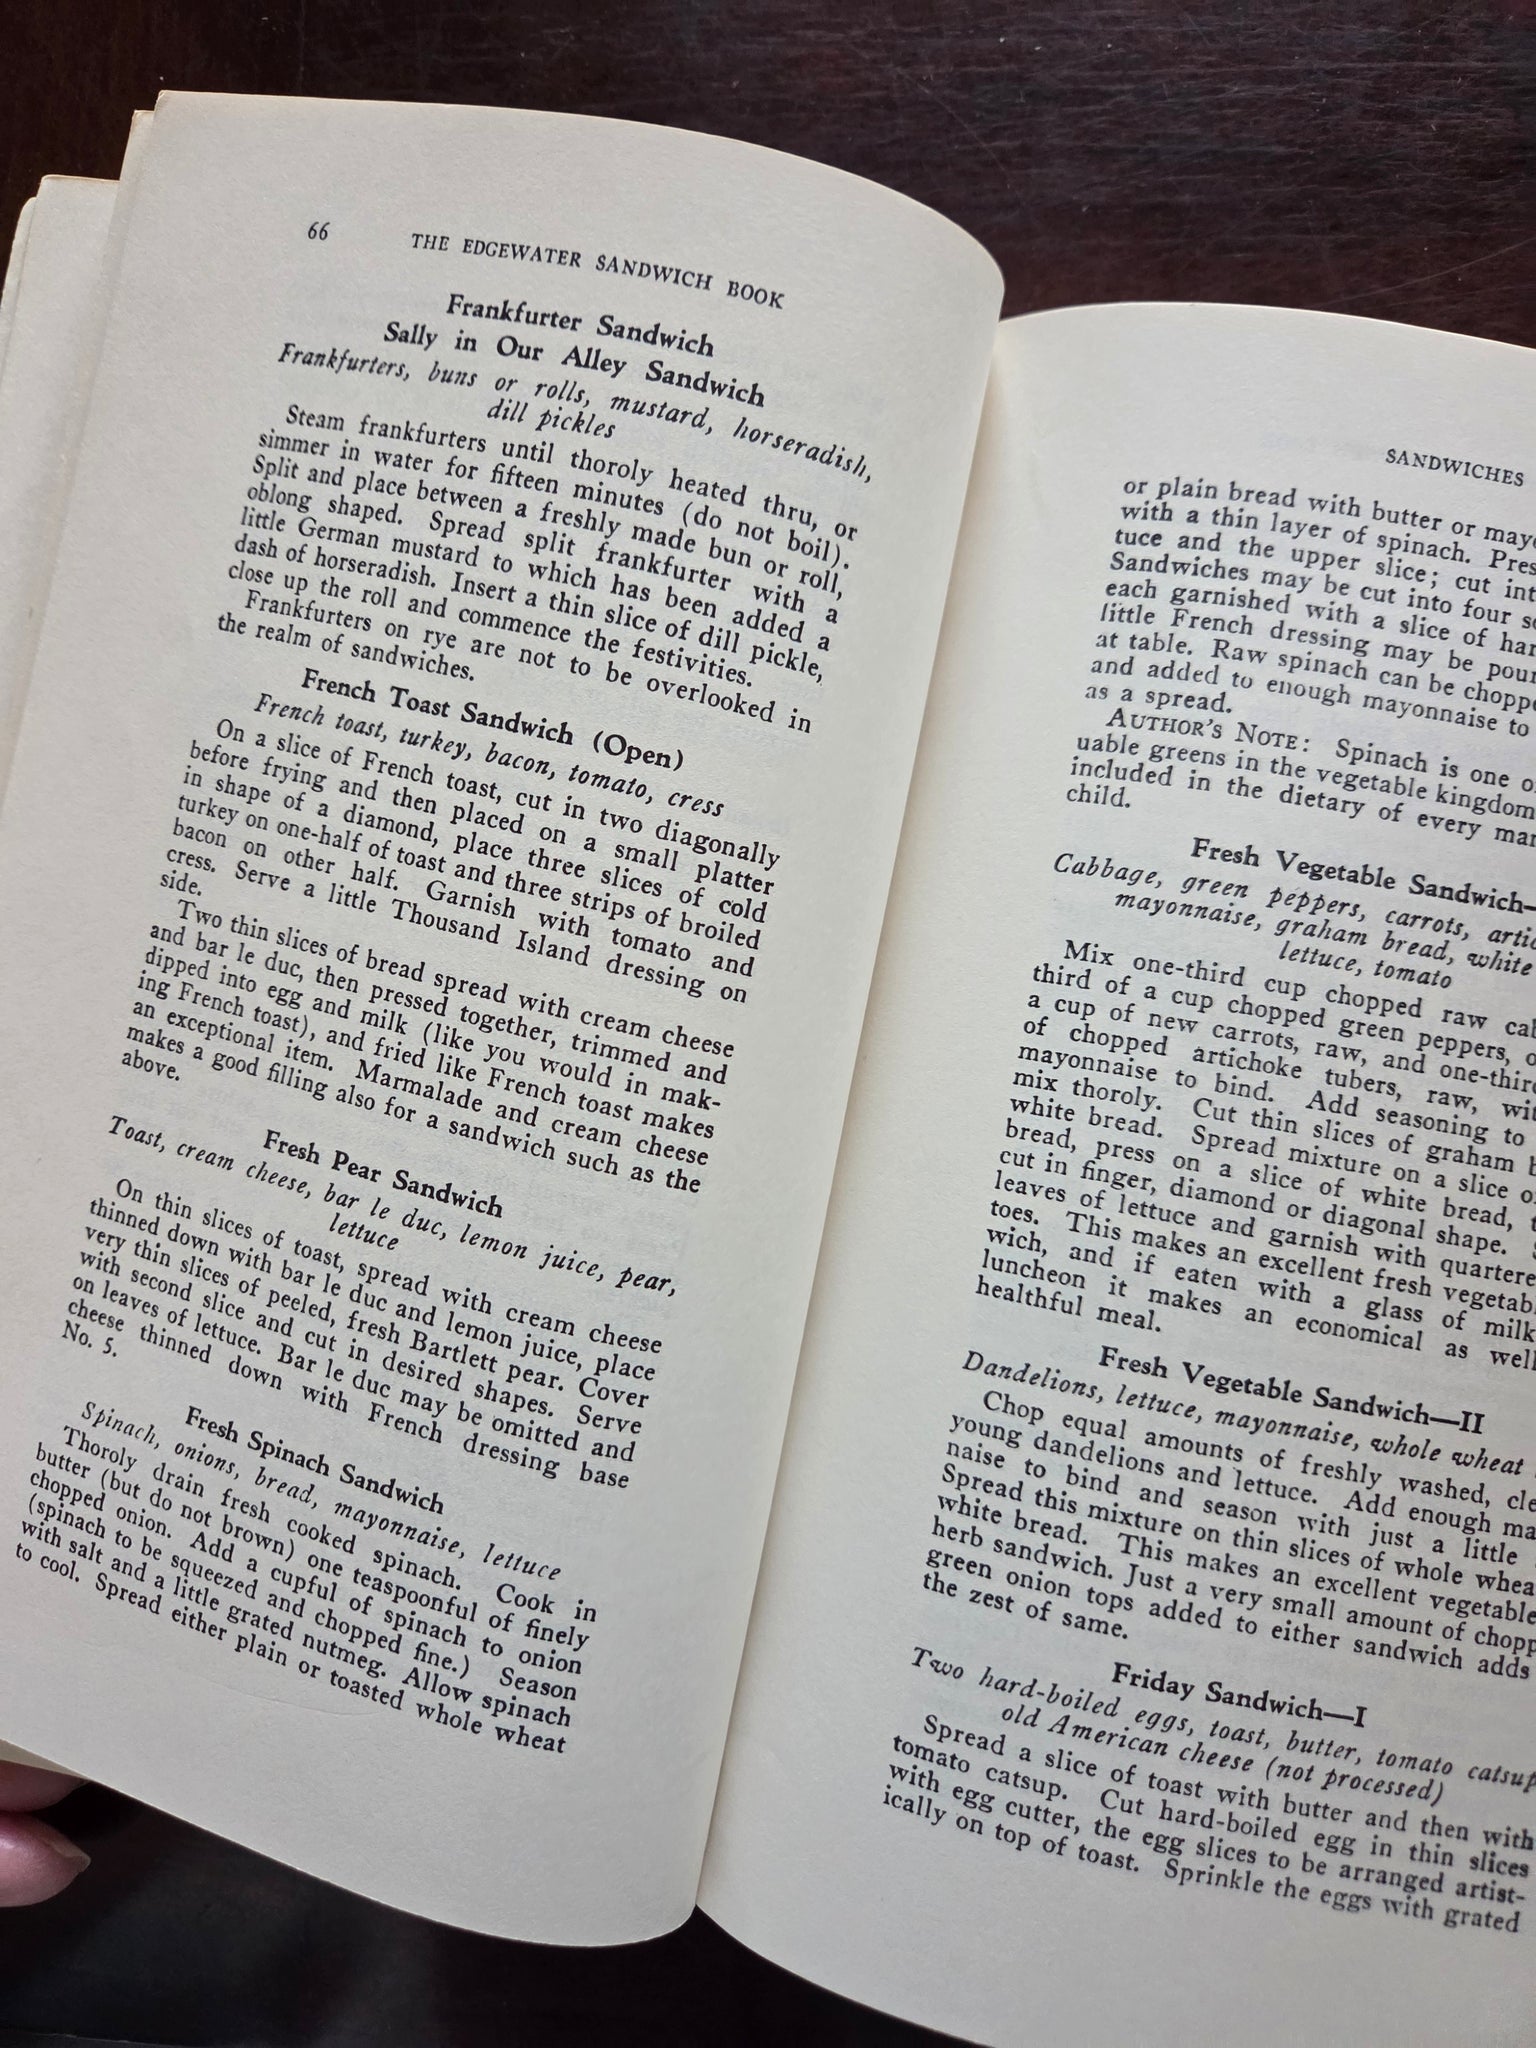 66 THE EDGEWATER SANDWICH BOOK
Frankfurter Sandwich
Sally in Our Alley Sandwich
Frankfurters, buns or rolls, mustard, horseradish,
dill pickles
Steam frankfurters until thoroly heated thru, or
simmer in water for fifteen minutes (do not boil).
Split and place between a freshly made bun or roll,
oblong shaped. Spread split frankfurter with a
little German mustard to which has been added a
dash of horseradish. Insert a thin slice of dill pickle,
close up the roll and commence the festivities.
Frankfurters on rye are not to be overlooked in
the realm of sandwiches.
French Toast Sandwich (Open)
French toast, turkey, bacon, tomato, cress
On a slice of French toast, cut in two diagonally
before frying and then placed on a small platter
in shape of a diamond, place three slices of cold
turkey on one-half of toast and three strips of broiled
bacon on other half. Garnish with tomato and
cress. Serve a little Thousand Island dressing on
side.
Two thin slices of bread spread with cream cheese
and bar le duc, then pressed together, trimmed and
dipped into egg and milk (like you would in mak-
ing French toast), and fried like French toast makes
an exceptional item. Marmalade and cream cheese
makes a good filling also for a sandwich such as the
above.
Fresh Pear Sandwich
Toast, cream cheese, bar le duc, lemon juice, pear,
lettuce
On thin slices of toast, spread with cream cheese
thinned down with bar le duc and lemon juice, place
very thin slices of peeled, fresh Bartlett pear. Cover
with second slice and cut in desired shapes. Serve
on leaves of lettuce. Bar le duc may be omitted and
cheese thinned down with French dressing base
No. 5.
Fresh Spinach Sandwich
Spinach, onions, bread, mayonnaise, lettuce
Thoroly drain fresh cooked spinach. Cook in
butter (but do not brown) one teaspoonful of finely
chopped onion. Add a cupful of spinach to onion
(spinach to be squeezed and chopped fine.) Season
with salt and a little grated nutmeg. Allow spinach
to cool. Spread either plain or toasted whole wheat
SANDWICHES
or plain bread with butter or
with a thin layer of spinach.
tuce and the upper slice; cut
Sandwiches may be cut into four
each garnished with a slice of
little French dressing may be
at table. Raw spinach can be
and added to enough mayonnaise to
as a spread.
AUTHOR'S NOTE: Spinach is one
uable greens in the vegetable kingdom
included in the dietary of every
child.
Fresh Vegetable Sandwich—
Cabbage, green peppers, carrots,
mayonnaise, graham bread, white
lettuce, tomato
Mix one-third cup chopped raw
third of a cup chopped green peppers,
a cup of new carrots, raw, and one-third
of chopped artichoke tubers, raw,
mayonnaise to bind. Add seasoning to
mix thoroly. Cut thin slices of graham
white bread. Spread mixture on a slice
bread, press on a slice of white bread,
cut in finger, diamond or diagonal shape.
leaves of lettuce and garnish with
toes. This makes an excellent fresh
wich, and if eaten with a glass of milk
luncheon it makes an economical as well
healthful meal.
Fresh Vegetable Sandwich—II
Dandelions, lettuce, mayonnaise, whole wheat
Chop equal amounts of freshly washed,
young dandelions and lettuce. Add enough
naise to bind and season with just a little
Spread this mixture on thin slices of whole
white bread. This makes an excellent vegetable
herb sandwich. Just a very small amount of
green onion tops added to either sandwich adds
the zest of same.
Friday Sandwich—I
Two hard-boiled eggs, toast, butter, tomato catsup
old American cheese (not processed)
Spread a slice of toast with butter and then with
tomato catsup. Cut hard-boiled egg in thin slices
with egg cutter, the egg slices to be arranged artist-
ically on top of toast. Sprinkle the eggs with grated